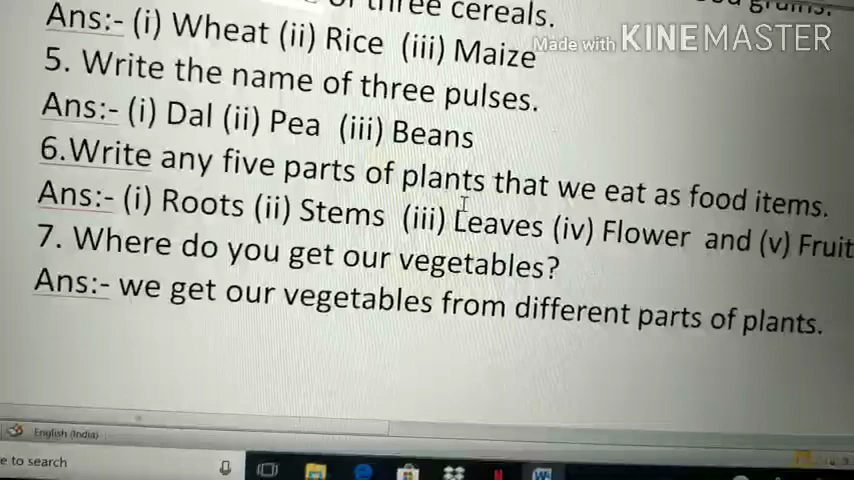 of three cereals.
Ans:- (i) Wheat (ii) Rice (iii) Maize
Made with KINEMASTER
5. Write the name of three pulses.
Ans:- (i) Dal (ii) Pea (iii) Beans
6.Write any five parts of plants that we eat as food items.
Ans:- (i) Roots (ii) Stems (iii) Leaves (iv) Flower and (v) Fruit
7. Where do you get our vegetables?
Ans:- we get our vegetables from different parts of plants.
English (India)
e to search